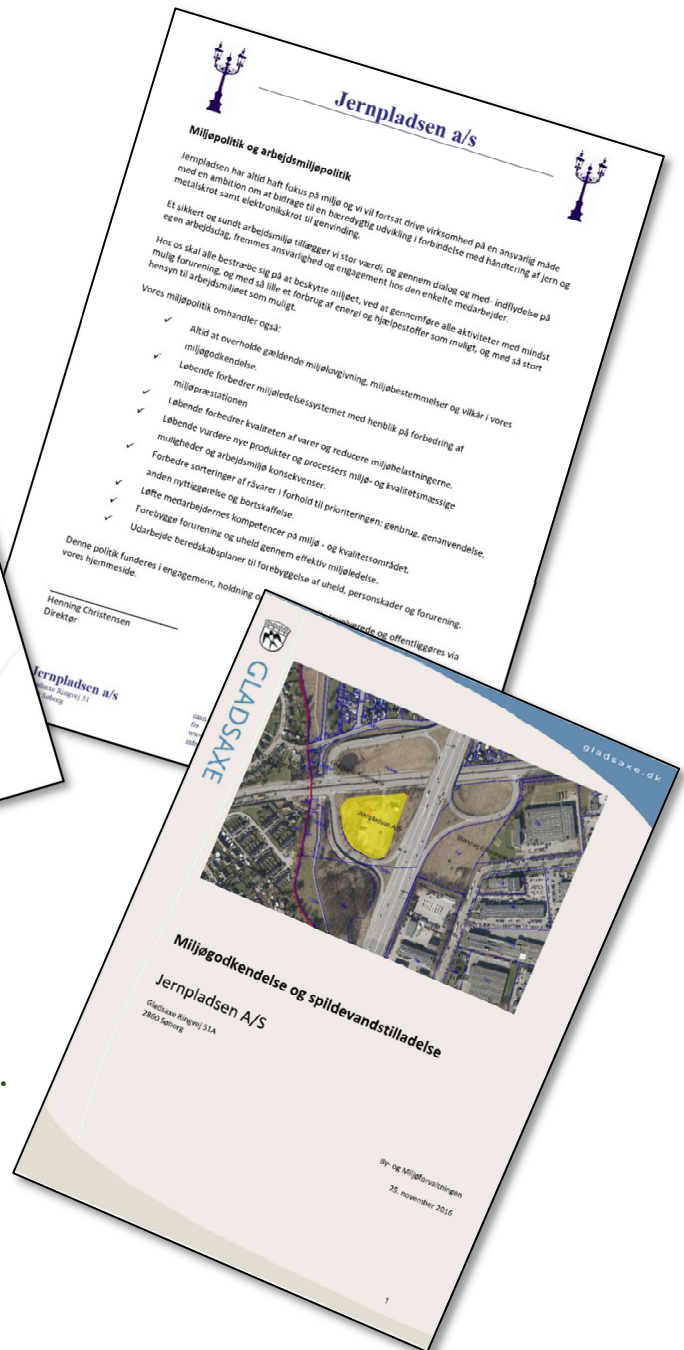 Jernpladsen a/s
Miljøpolitik og arbejdsmiljøpolitik
Jernpladsen har altid haft fokus på miljø og vi vil fortsat drive virksomhed på en ansvarlig måde
med en ambition om at bidrage til en bæredygtig udvikling i forbindelse med håndtering af jern og
metalskrot samt elektronikskrot til genvinding.
Et sikkert og sundt arbejdsmiljø tillægger vi stor værdi, og gennem dialog og med- indflydelse på
egen arbejdsdag, fremmes ansvarlighed og engagement hos den enkelte medarbejder.
Hos os skal alle bestræbe sig på at beskytte miljøet, ved at gennemføre alle aktiviteter med mindst
mulig forurening, og med så lille et forbrug af energi og hjælpestoffer som muligt, og med så stort
hensyn til arbejdsmiljøet som muligt.
Vores miljøpolitik omhandler også:
✓ Altid at overholde gældende miljølovgivning, miljøbestemmelser og vilkår i vores
miljøgodkendelse.
✓ Løbende forbedrer miljøledelsessystemet med henblik på forbedring af
miljøpræstationen
✓ Løbende forbedrer kvaliteten af varer og reducere miljøbelastningerne.
✓ Løbende vurdere nye produkter og processers miljø- og kvalitetsmæssige
muligheder og arbejdsmiljø konsekvenser.
✓ Forbedre sorteringer af råvarer i forhold til prioriteringen; genbrug, genanvendelse,
anden nyttiggørelse og bortskaffelse.
✓ Løfte medarbejdernes kompetencer på miljø - og kvalitetsområdet.
✓ Forebygge forurening og uheld gennem effektiv miljøledelse.
✓ Udarbejde beredskabsplaner til forebyggelse af uheld, personskader og forurening.
Denne politik funderes i engagement, holdning og offentliggøres via
vores hjemmeside.
Henning Christensen
Direktør
Jernpladsen a/s
Ringvej 51
Søborg
GLADSAXE
gladsaxe.dk
Jernpladsen A/S
Miljøgodkendelse og spildevandstilladelse
Jernpladsen A/S
Gladsaxe Ringvej 51A
2860 Søborg
By- og Miljøforvaltningen
25. november 2016
1